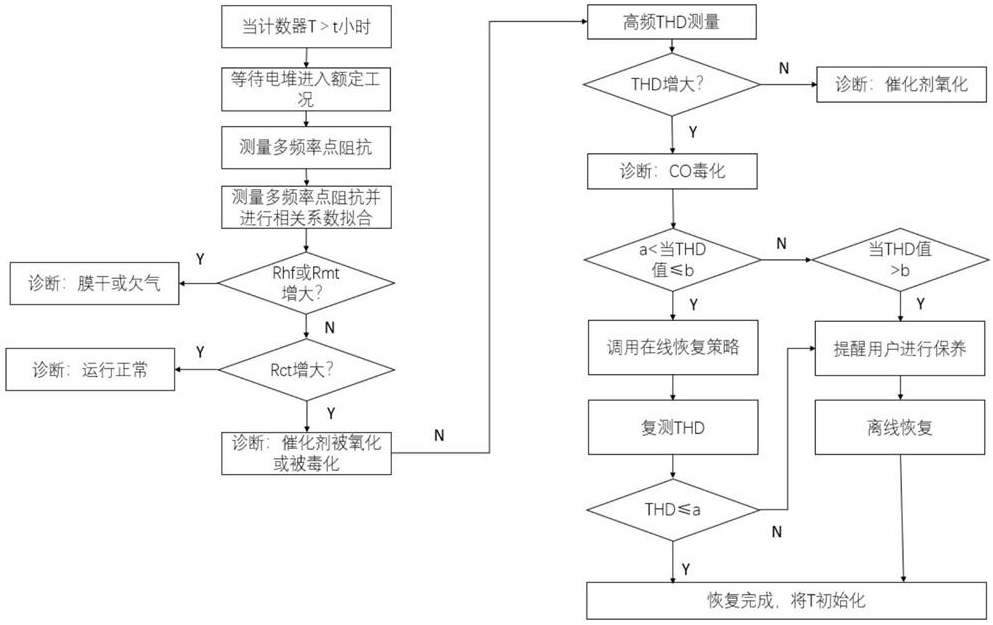 当计数器T > t小时
等待电堆进入额定工
况
测量多频率点阻抗
测量多频率点阻抗并
进行相关系数拟合
Rhf或Rmt
增大?
Y
诊断：膜干或欠气
N
Rct增大?
Y
诊断：运行正常
Y
诊断：催化剂被氧化
或被毒化
N
高频THD测量
THD增大?
N
诊断：催化剂氧化
Y
诊断：CO毒化
a<当THD
值≤b
N
当THD值
>b
Y
Y
调用在线恢复策略
提醒用户进行保养
复测THD
离线恢复
THD≤a
N
Y
恢复完成，将T初始化